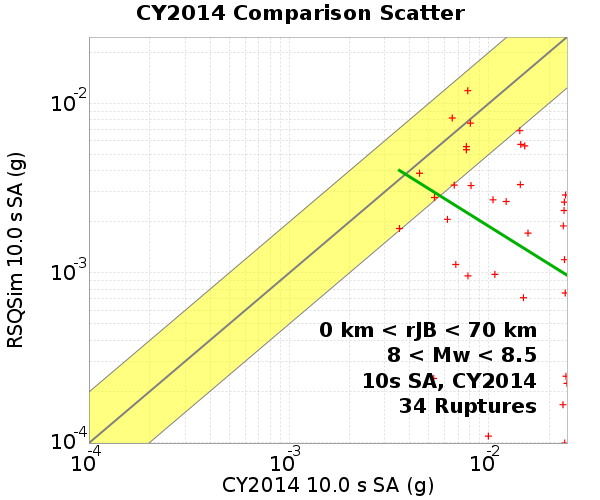 CY2014 Comparison Scatter
RSQSim 10.0 s SA (g)
10-2
10-3
10-4
0 km < rJB < 70 km
8 < Mw < 8.5
10s SA, CY2014
34 Ruptures
10-4 10-3 10-2
CY2014 10.0 s SA (g)